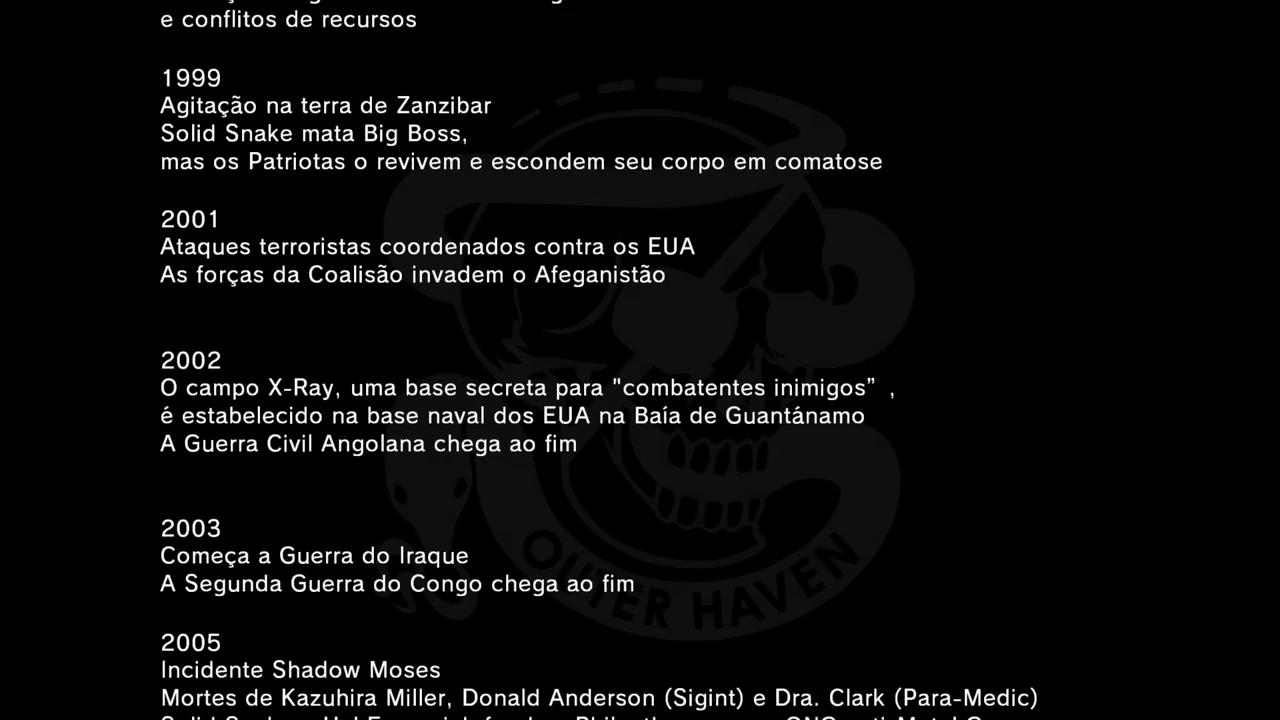 e conflitos de recursos
1999
Agitação na terra de Zanzibar
Solid Snake mata Big Boss,
mas os Patriotas o revivem e escondem seu corpo em comatose
2001
Ataques terroristas coordenados contra os EUA
As forças da Coalisão invadem o Afeganistão
2002
O campo X-Ray, uma base secreta para "combatentes inimigos” ,
é estabelecido na base naval dos EUA na Baía de Guantánamo
A Guerra Civil Angolana chega ao fim
2003
Começa a Guerra do Iraque
A Segunda Guerra do Congo chega ao fim
2005
Incidente Shadow Moses
Mortes de Kazuhira Miller, Donald Anderson (Sigint) e Dra. Clark (Para-Medic)
OUTER HAVEN